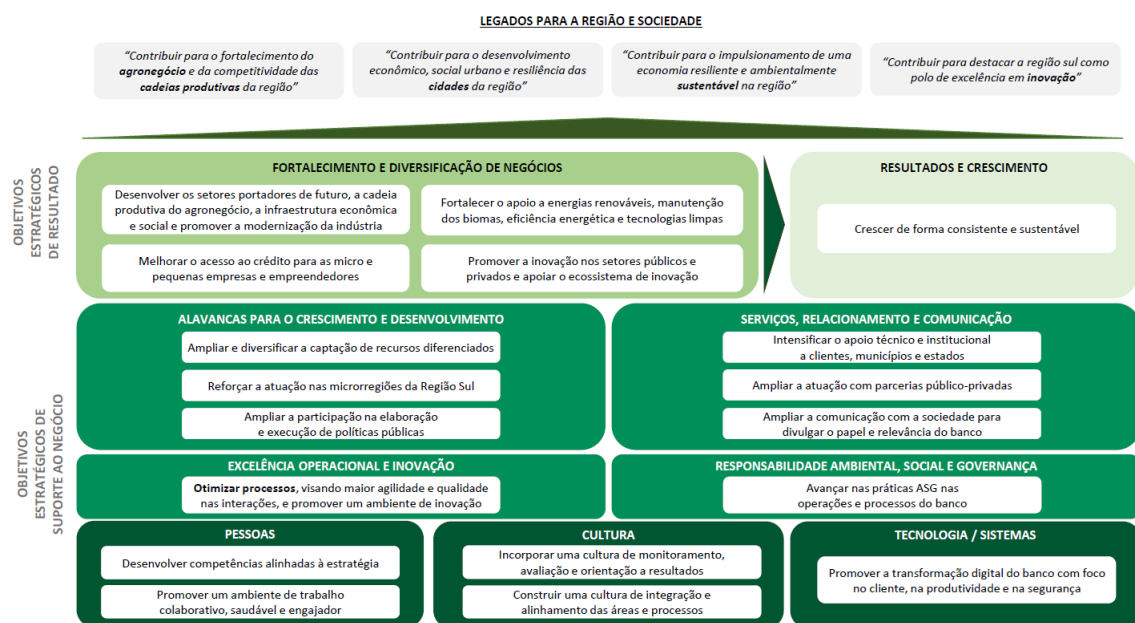 LEGADOS PARA A REGIÃO E SOCIEDADE
“Contribuir para o fortalecimento do
agronegócio e da competitividade das
cadeias produtivas da região”
“Contribuir para o desenvolvimento
econômico, social urbano e resiliência das
cidades da região”
“Contribuir para o impulsionamento de uma
economia resiliente e ambientalmente
sustentável na região”
“Contribuir para destacar a região sul como
polo de excelência em inovação”
OBJETIVOS
ESTRATÉGICOS
DE RESULTADO
FORTALECIMENTO E DIVERSIFICAÇÃO DE NEGÓCIOS
Desenvolver os setores portadores de futuro, a cadeia
produtiva do agronegócio, a infraestrutura econômica
e social e promover a modernização da indústria
Fortalecer o apoio a energias renováveis, manutenção
dos biomas, eficiência energética e tecnologias limpas
Melhorar o acesso ao crédito para as micro e
pequenas empresas e empreendedores
Promover a inovação nos setores públicos e
privados e apoiar o ecossistema de inovação
RESULTADOS E CRESCIMENTO
Crescer de forma consistente e sustentável
OBJETIVOS
ESTRATÉGICOS DE
SUPORTE AO NEGÓCIO
ALAVANCAS PARA O CRESCIMENTO E DESENVOLVIMENTO
Ampliar e diversificar a captação de recursos diferenciados
Reforçar a atuação nas microrregiões da Região Sul
Ampliar a participação na elaboração
e execução de políticas públicas
SERVIÇOS, RELACIONAMENTO E COMUNICAÇÃO
Intensificar o apoio técnico e institucional
a clientes, municípios e estados
Ampliar a atuação com parcerias público-privadas
Ampliar a comunicação com a sociedade para
divulgar o papel e relevância do banco
EXCELÊNCIA OPERACIONAL E INOVAÇÃO
Otimizar processos, visando maior agilidade e qualidade
nas interações, e promover um ambiente de inovação
RESPONSABILIDADE AMBIENTAL, SOCIAL E GOVERNANÇA
Avançar nas práticas ASG nas
operações e processos do banco
PESSOAS
Desenvolver competências alinhadas à estratégia
Promover um ambiente de trabalho
colaborativo, saudável e engajador
CULTURA
Incorporar uma cultura de monitoramento,
avaliação e orientação a resultados
Construir uma cultura de integração e
alinhamento das áreas e processos
TECNOLOGIA / SISTEMAS
Promover a transformação digital do banco com foco
no cliente, na produtividade e na segurança